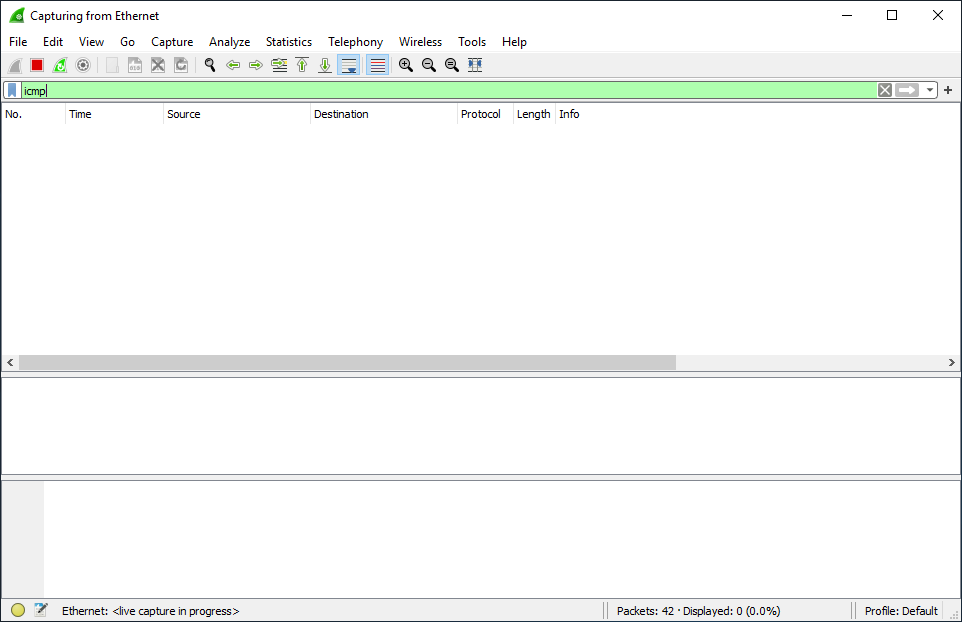 Capturing from Ethernet
File Edit View Go Capture Analyze Statistics Telephony Wireless Tools Help
icmp
No. Time Source Destination Protocol Length Info
Ethernet: <live capture in progress> Packets: 42 · Displayed: 0 (0.0%) Profile: Default